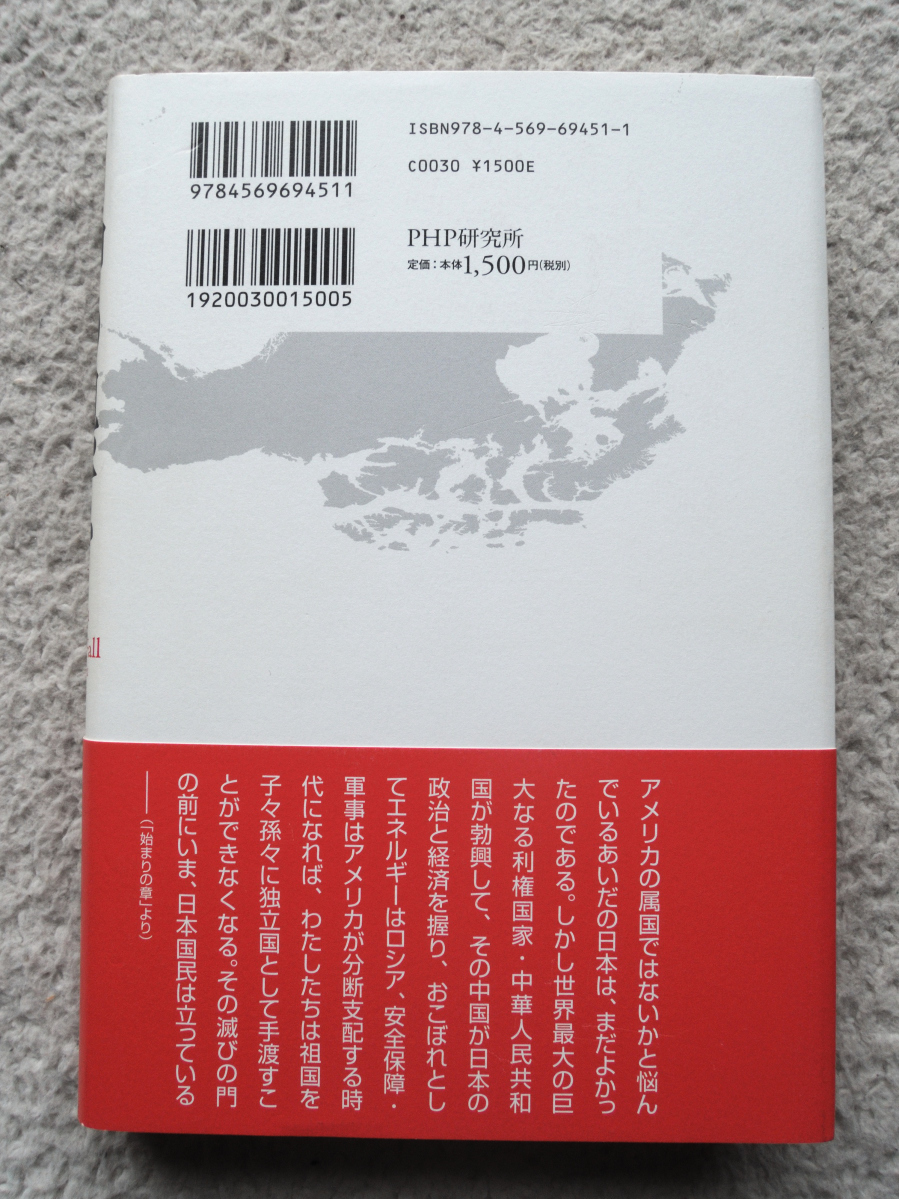 ISBN978-4-569-69451-1
C0030 ¥1500E
9784569694511
PHP研究所
定価：本体1,500円(税別)
1920030015005
all
アメリカの属国ではないかと悩ん
でいるあいだの日本は、まだよかっ
たのである。しかし世界最大の巨
大なる利権国家・中華人民共和
国が勃興して、その中国が日本の
政治と経済を握り、おこぼれとし
てエネルギーはロシア、安全保障・
軍事はアメリカが分断支配する時
代になれば、わたしたちは祖国を
子々孫々に独立国として手渡すこ
とができなくなる。その滅びの門
の前にいま、日本国民は立っている
――（「始まりの章」より）